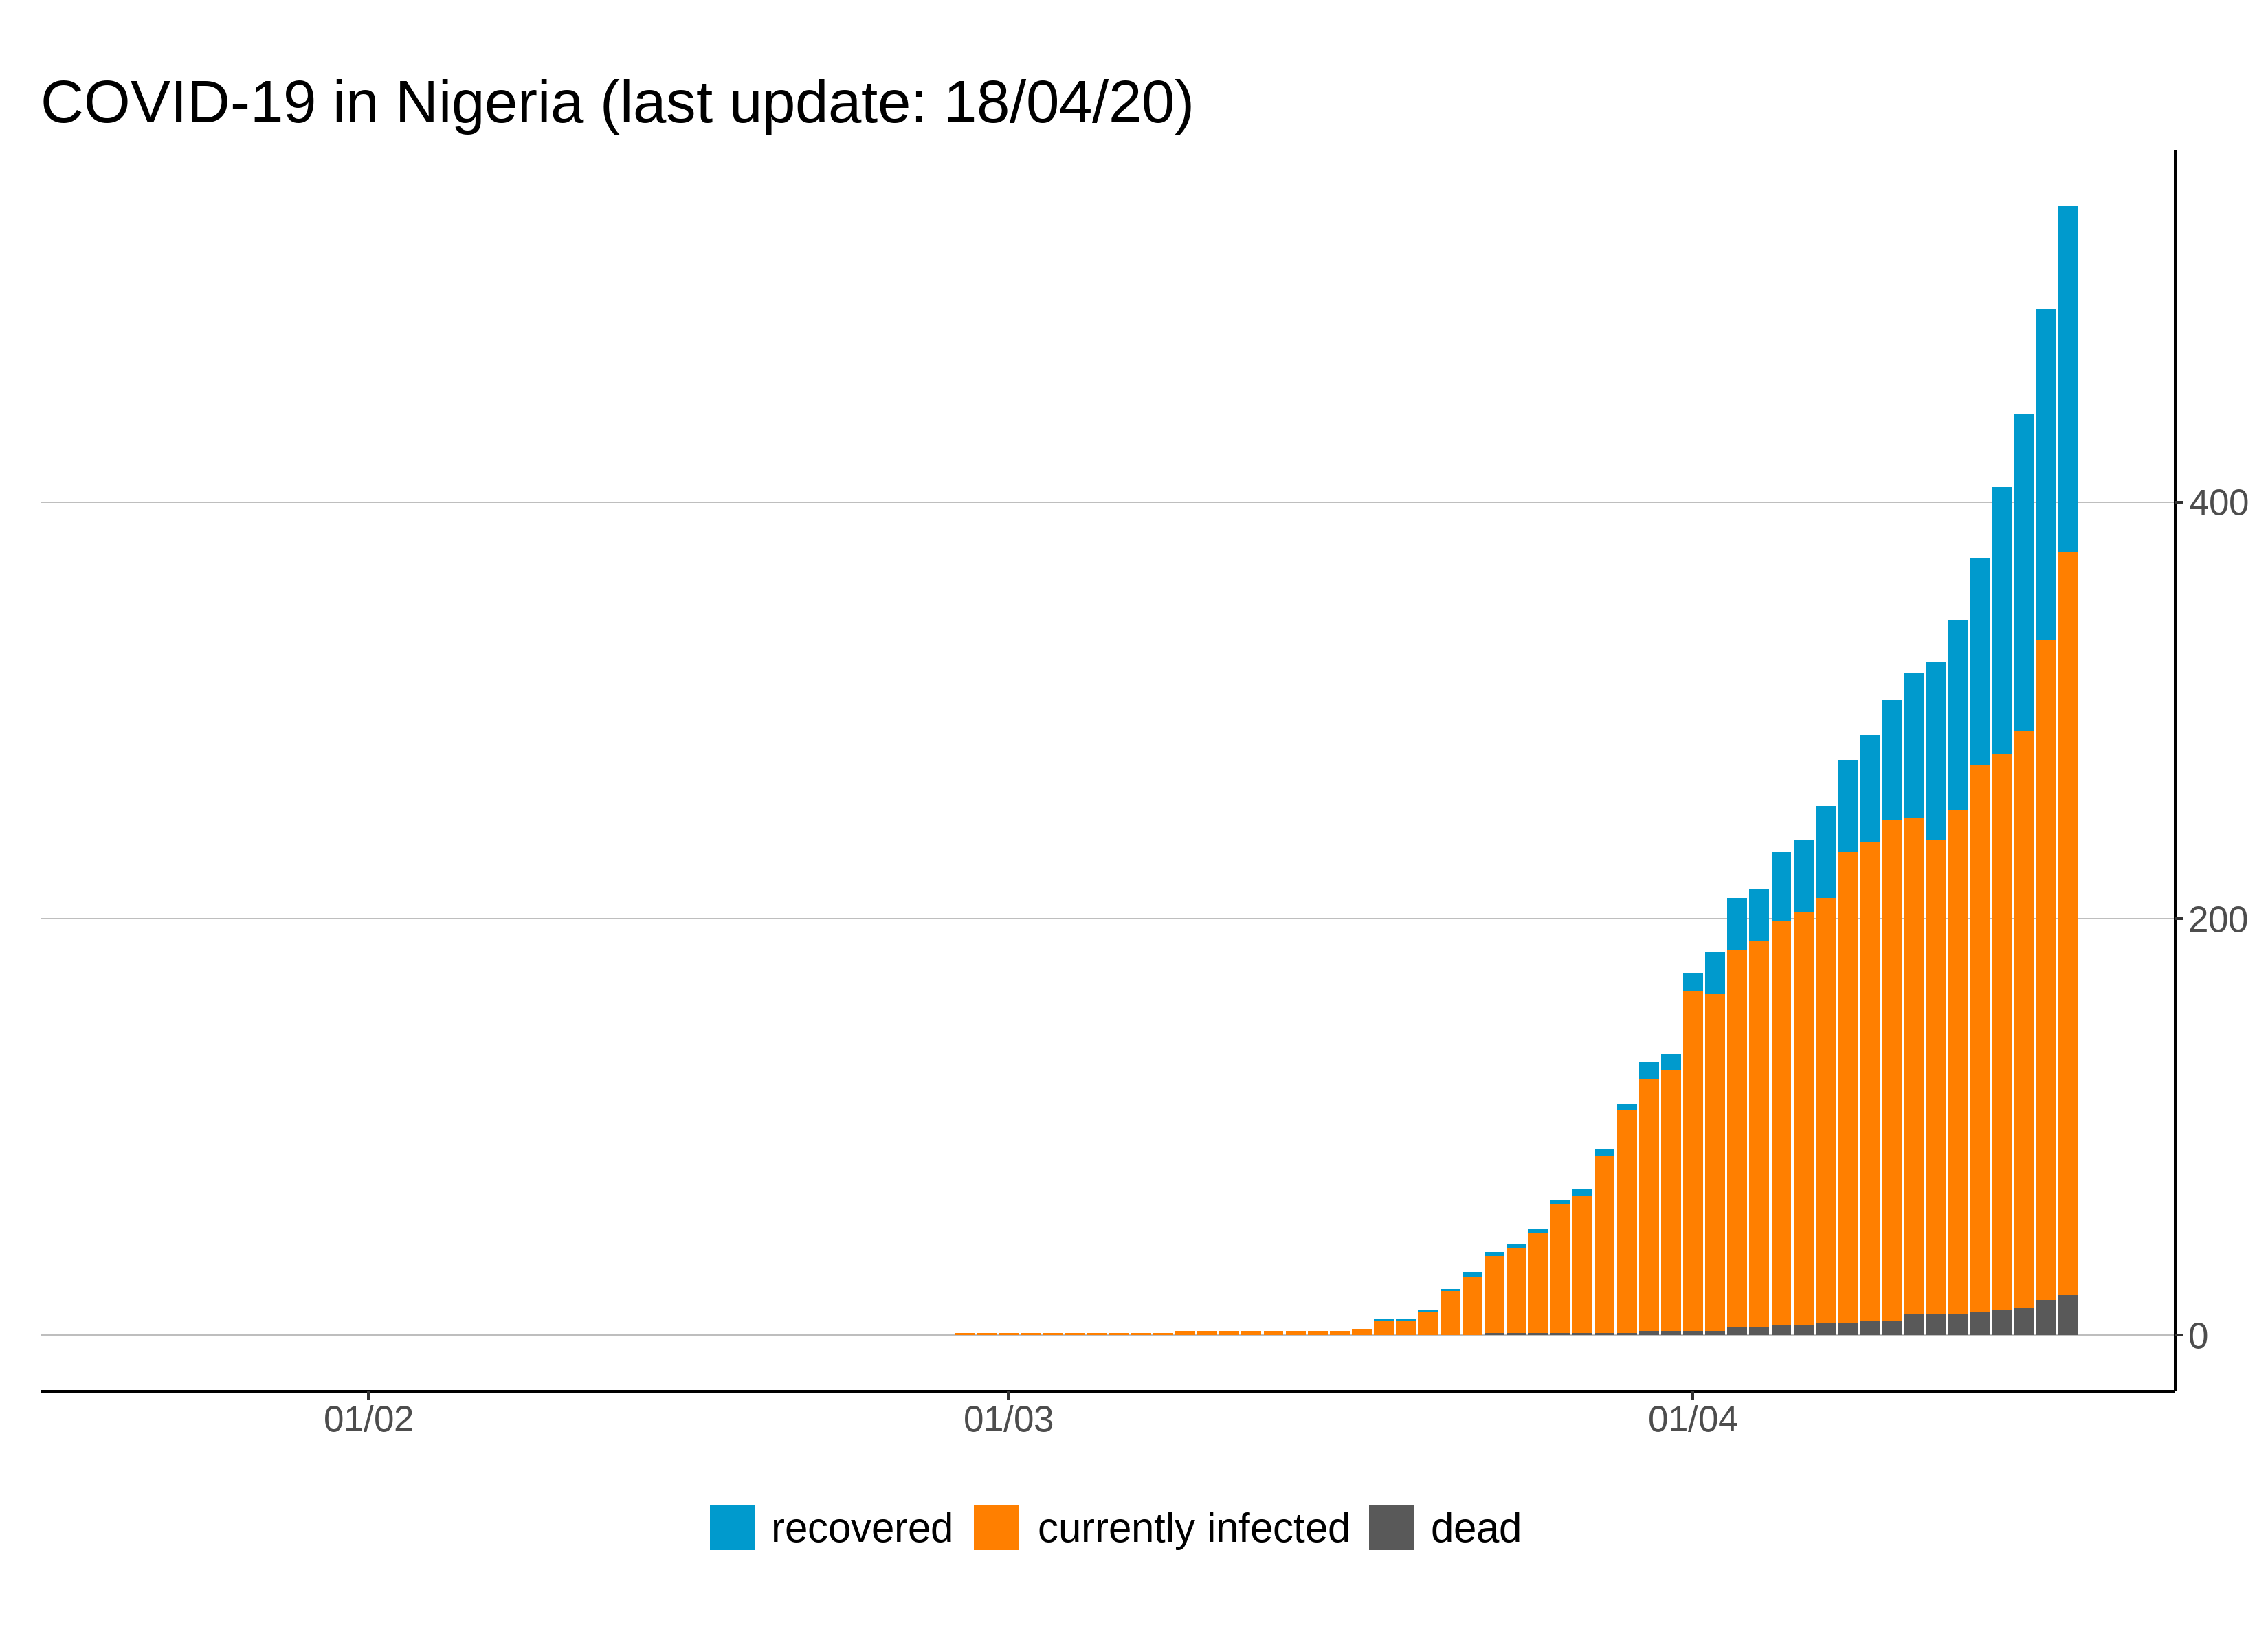 COVID-19 in Nigeria (last update: 18/04/20)
400
200
0
01/02 01/03 01/04
recovered currently infected dead